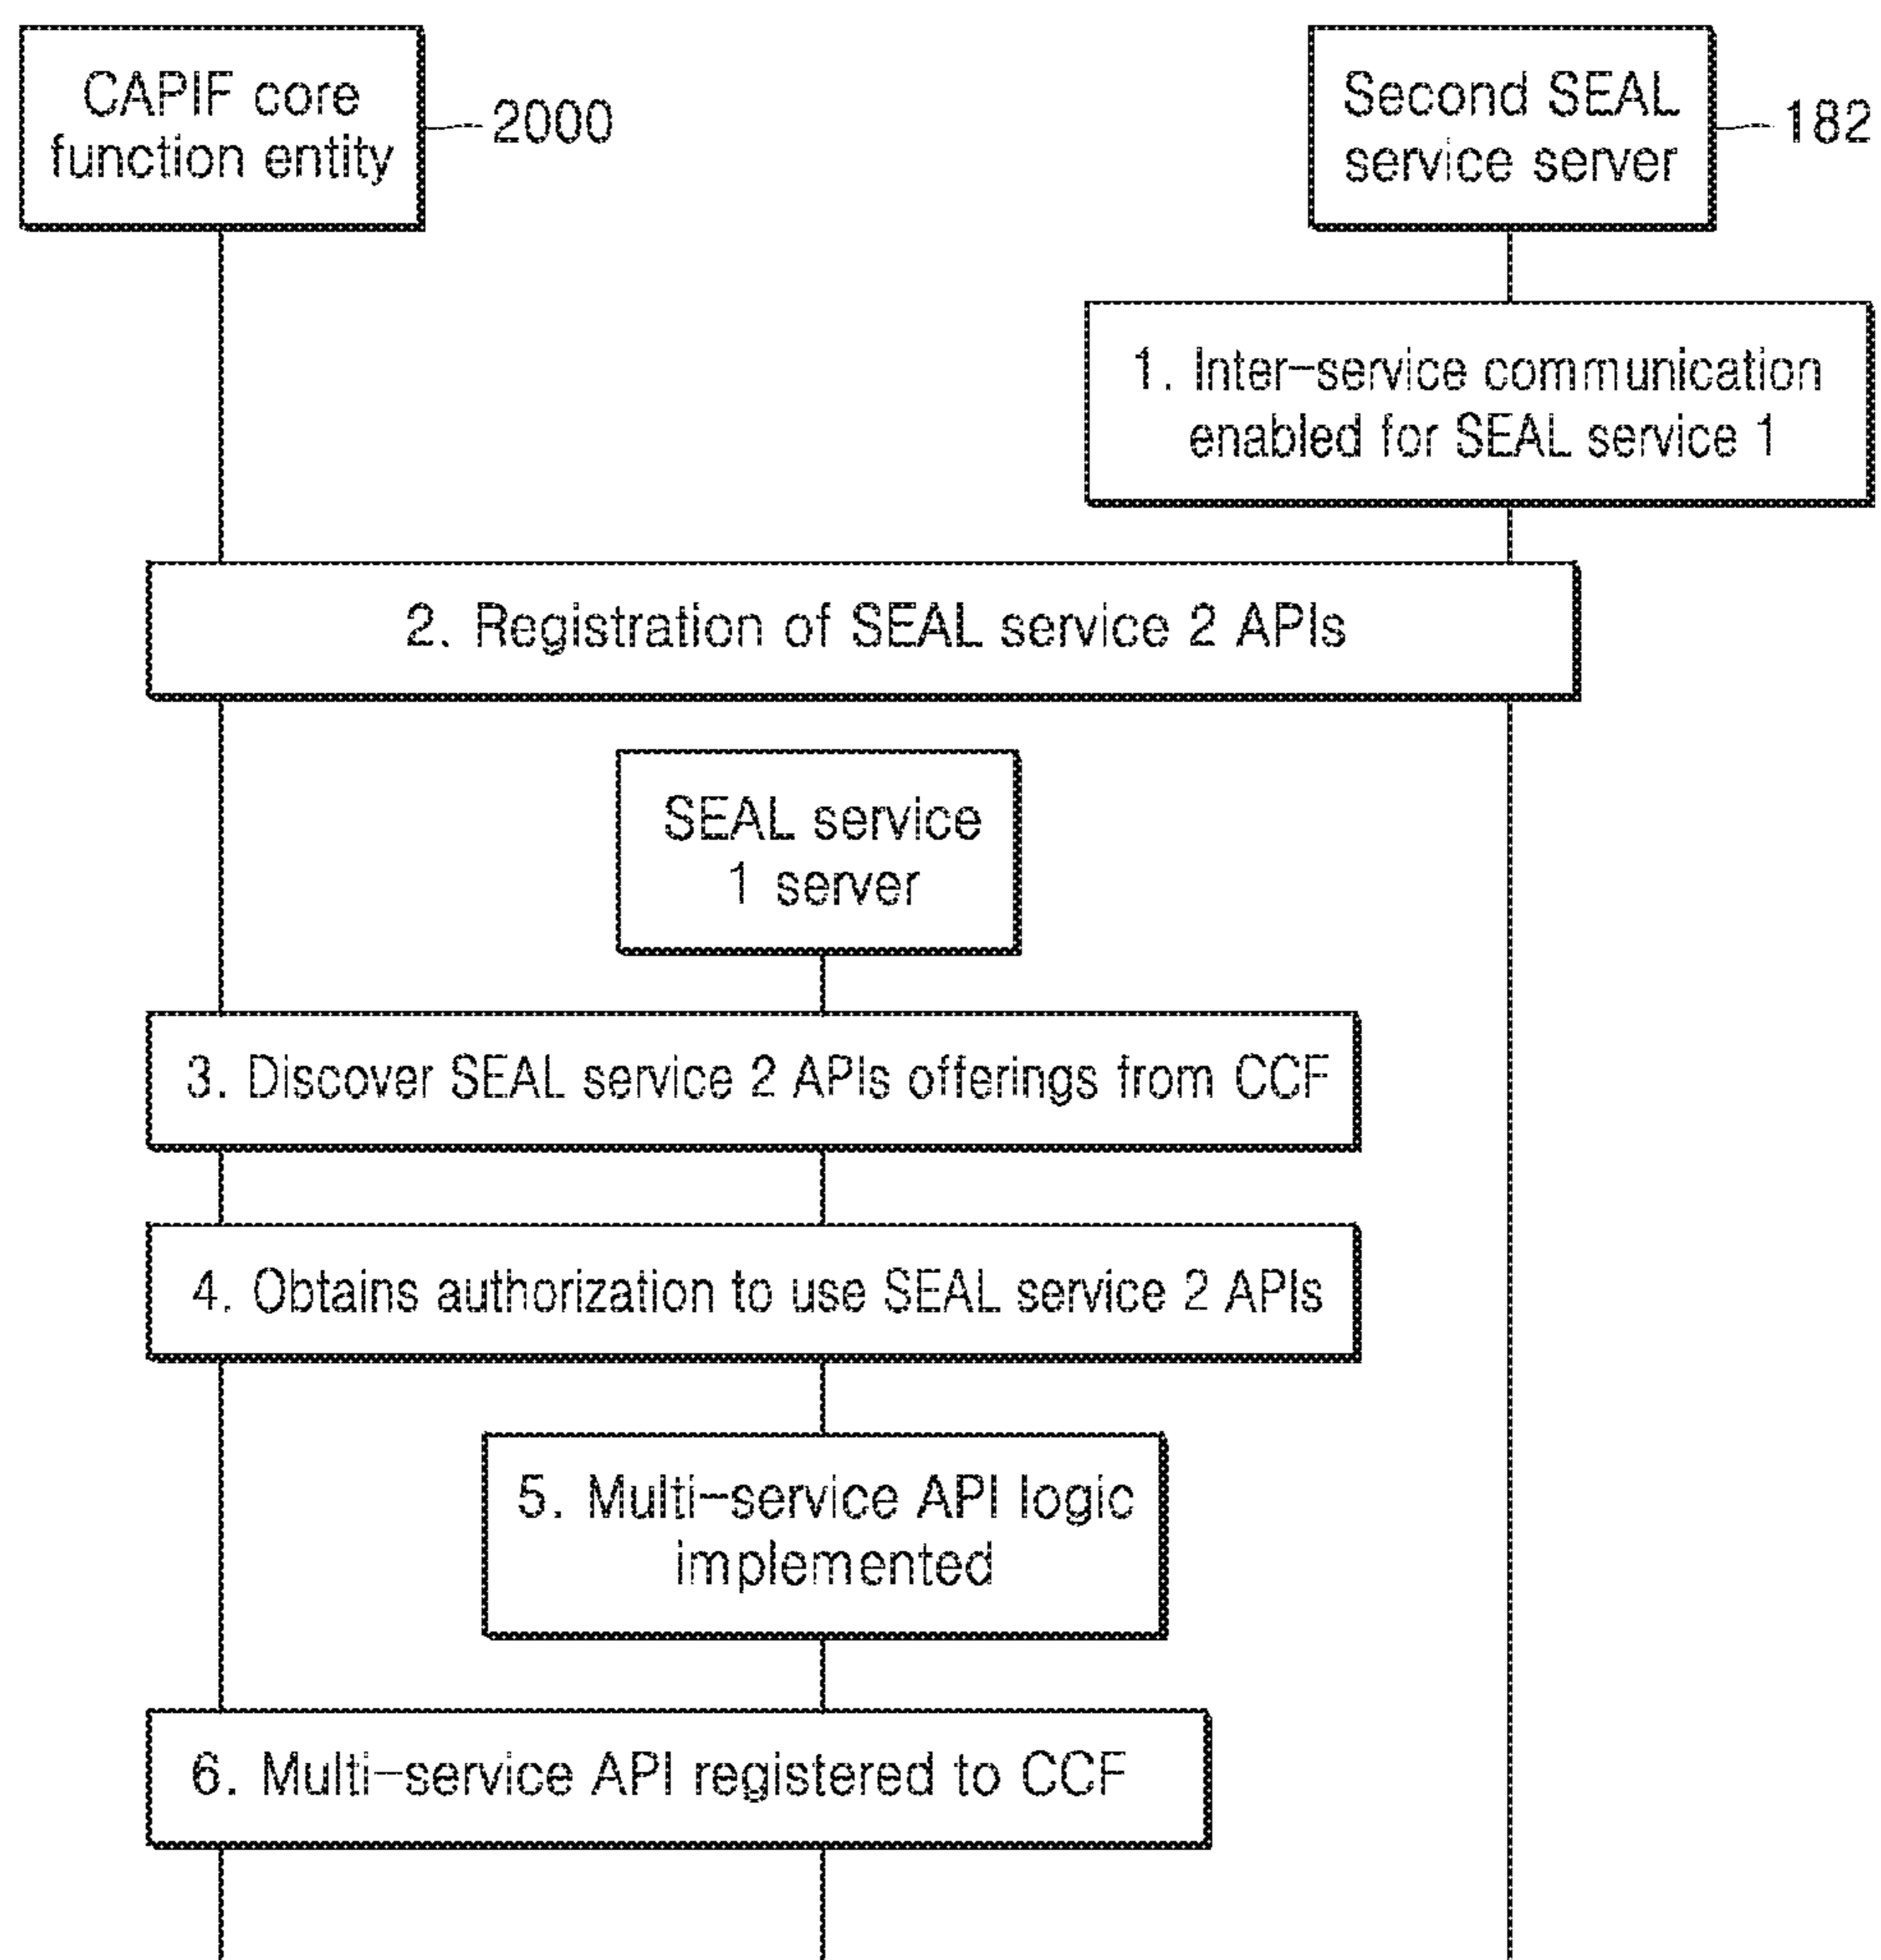 CAPIF core
function entity
2000
Second SEAL
service server
182
1. Inter-service communication
enabled for SEAL service 1
2. Registration of SEAL service 2 APIs
SEAL service
1 server
3. Discover SEAL service 2 APIs offerings from CCF
4. Obtains authorization to use SEAL service 2 APIs
5. Multi-service API logic
implemented
6. Multi-service API registered to CCF